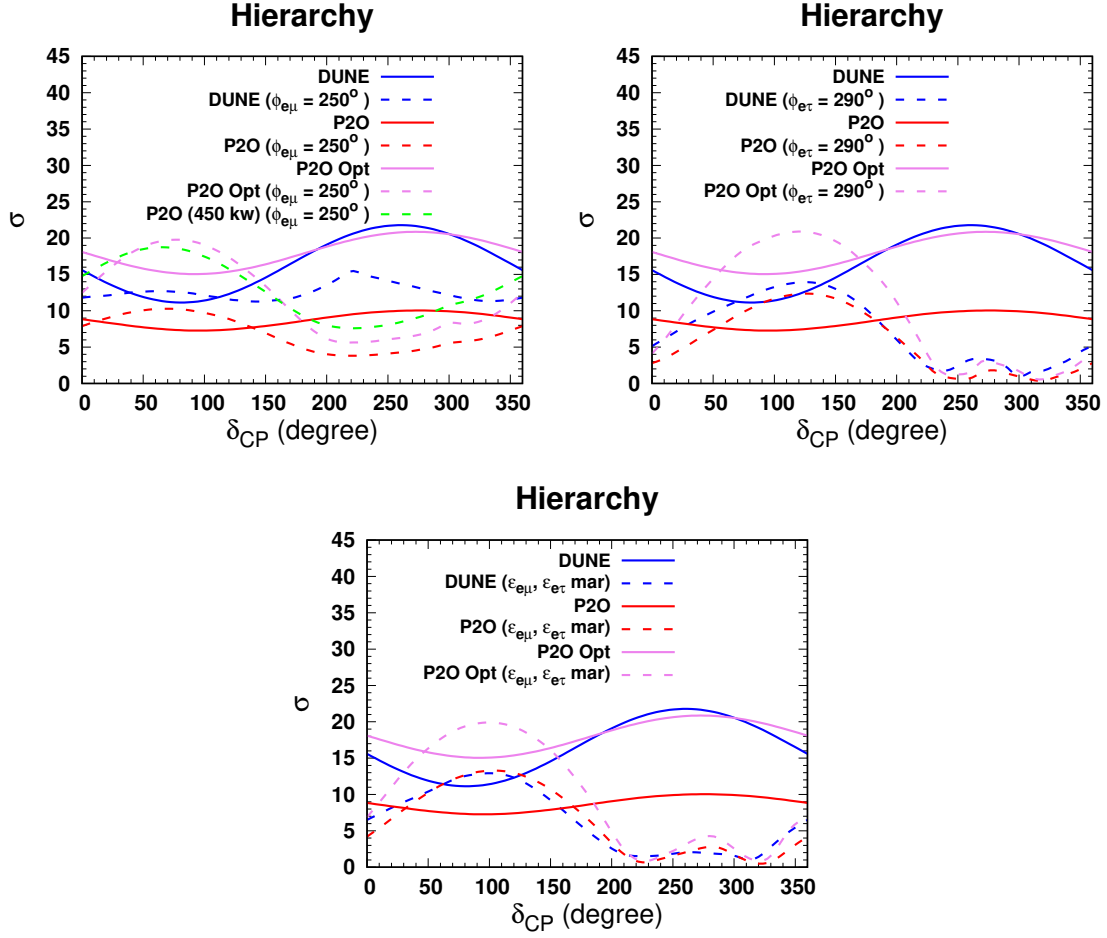 Hierarchy
45
40
35
30
25
20
15
10
5
0
σ
DUNE
DUNE (ϕeμ = 250°)
P2O
P2O (ϕeμ = 250°)
P2O Opt
P2O Opt (ϕeμ = 250°)
P2O (450 kw) (ϕeμ = 250°)
0 50 100 150 200 250 300 350
δCP (degree)
Hierarchy
45
40
35
30
25
20
15
10
5
0
σ
DUNE
DUNE (ϕeτ = 290°)
P2O
P2O (ϕeτ = 290°)
P2O Opt
P2O Opt (ϕeτ = 290°)
0 50 100 150 200 250 300 350
δCP (degree)
Hierarchy
45
40
35
30
25
20
15
10
5
0
σ
DUNE
DUNE (εeμ, εeτ mar)
P2O
P2O (εeμ, εeτ mar)
P2O Opt
P2O Opt (εeμ, εeτ mar)
0 50 100 150 200 250 300 350
δCP (degree)